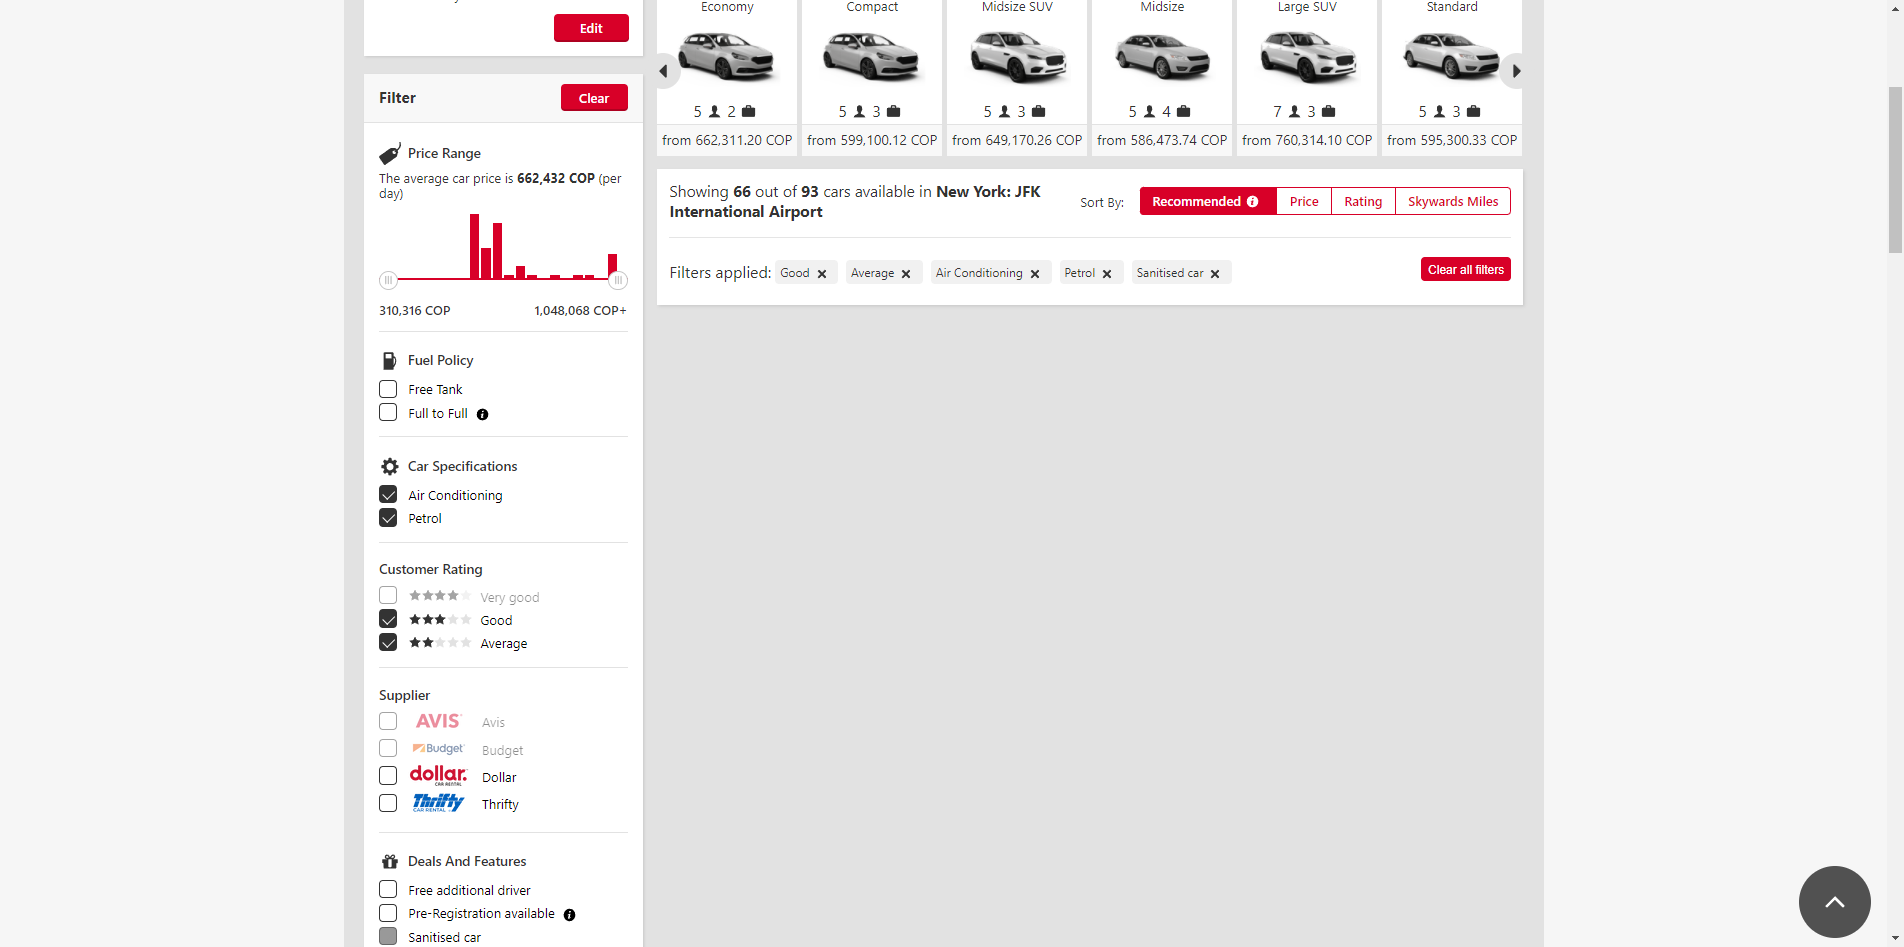 Edit
Filter
Clear
Price Range
The average car price is 662,432 COP (per
day)
310,316 COP
1,048,068 COP+
Fuel Policy
Free Tank
Full to Full
Car Specifications
Air Conditioning
Petrol
Customer Rating
Very good
Good
Average
Supplier
AVIS Avis
Budget Budget
dollar. CAR RENTAL Dollar
Thrifty CAR RENTAL Thrifty
Deals And Features
Free additional driver
Pre-Registration available
Sanitised car
Economy
5 2
from 662,311.20 COP
Compact
5 3
from 599,100.12 COP
Midsize SUV
5 3
from 649,170.26 COP
Midsize
5 4
from 586,473.74 COP
Large SUV
7 3
from 760,314.10 COP
Standard
5 3
from 595,300.33 COP
Showing 66 out of 93 cars available in New York: JFK
International Airport
Sort By:
Recommended
Price
Rating
Skywards Miles
Filters applied: Good Average Air Conditioning Petrol Sanitised car
Clear all filters